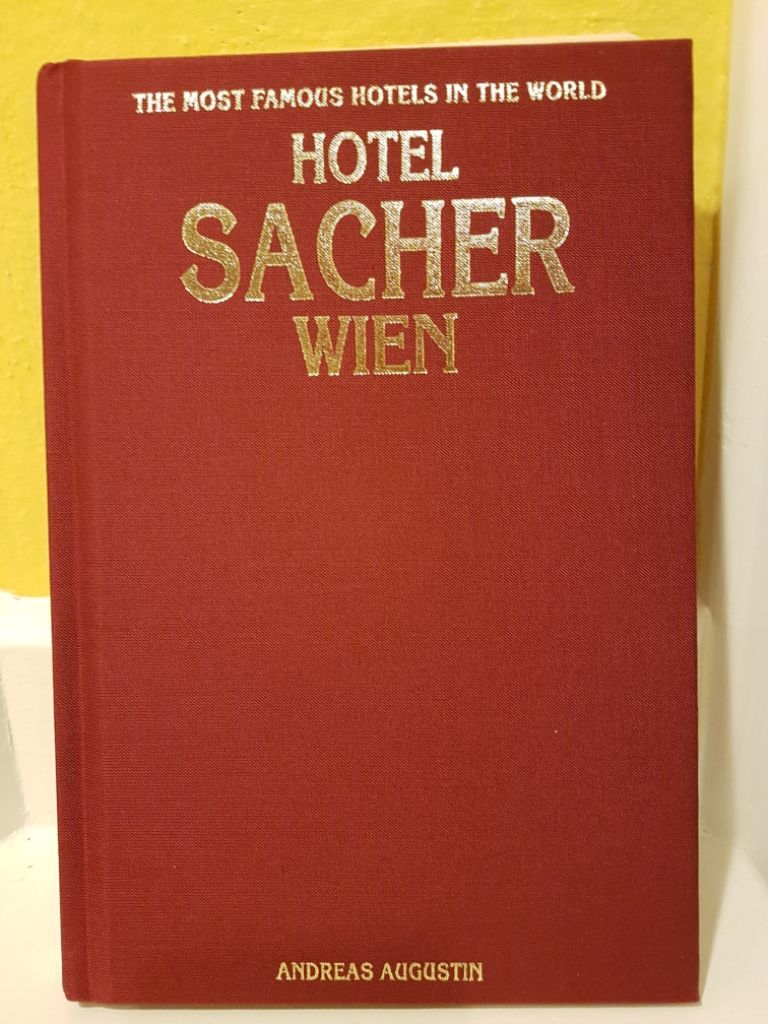 THE MOST FAMOUS HOTELS IN THE WORLD
HOTEL
SACHER
WIEN
ANDREAS AUGUSTIN